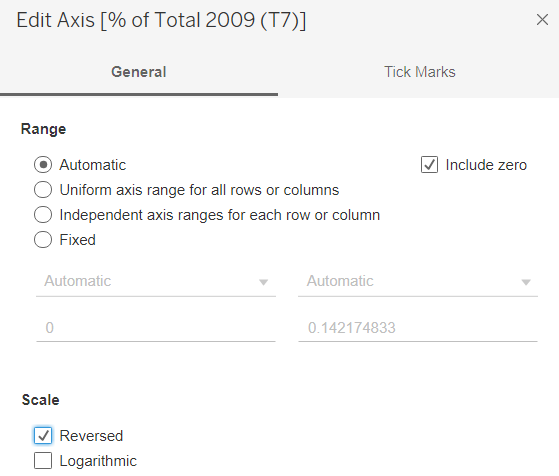 Edit Axis [% of Total 2009 (T7)]
General Tick Marks
Range
Automatic Include zero
Uniform axis range for all rows or columns
Independent axis ranges for each row or column
Fixed
Automatic Automatic
0 0.142174833
Scale
Reversed
Logarithmic